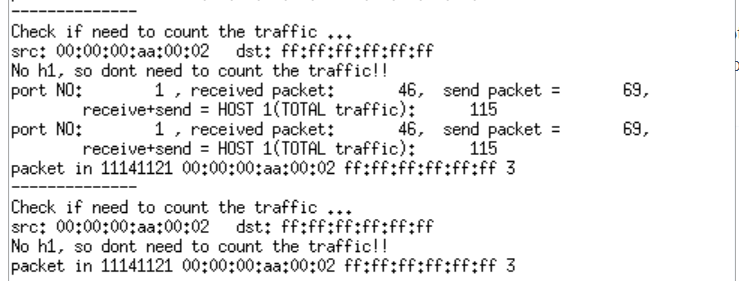 --------------
Check if need to count the traffic ...
src: 00:00:00:aa:00:02   dst: ff:ff:ff:ff:ff:ff
No h1, so dont need to count the traffic!!
port NO:        1 , received packet:        46,  send packet =        69,
        receive+send = HOST 1(TOTAL traffic):       115
port NO:        1 , received packet:        46,  send packet =        69,
        receive+send = HOST 1(TOTAL traffic):       115
packet in 11141121 00:00:00:aa:00:02 ff:ff:ff:ff:ff:ff 3
--------------
Check if need to count the traffic ...
src: 00:00:00:aa:00:02   dst: ff:ff:ff:ff:ff:ff
No h1, so dont need to count the traffic!!
packet in 11141121 00:00:00:aa:00:02 ff:ff:ff:ff:ff:ff 3